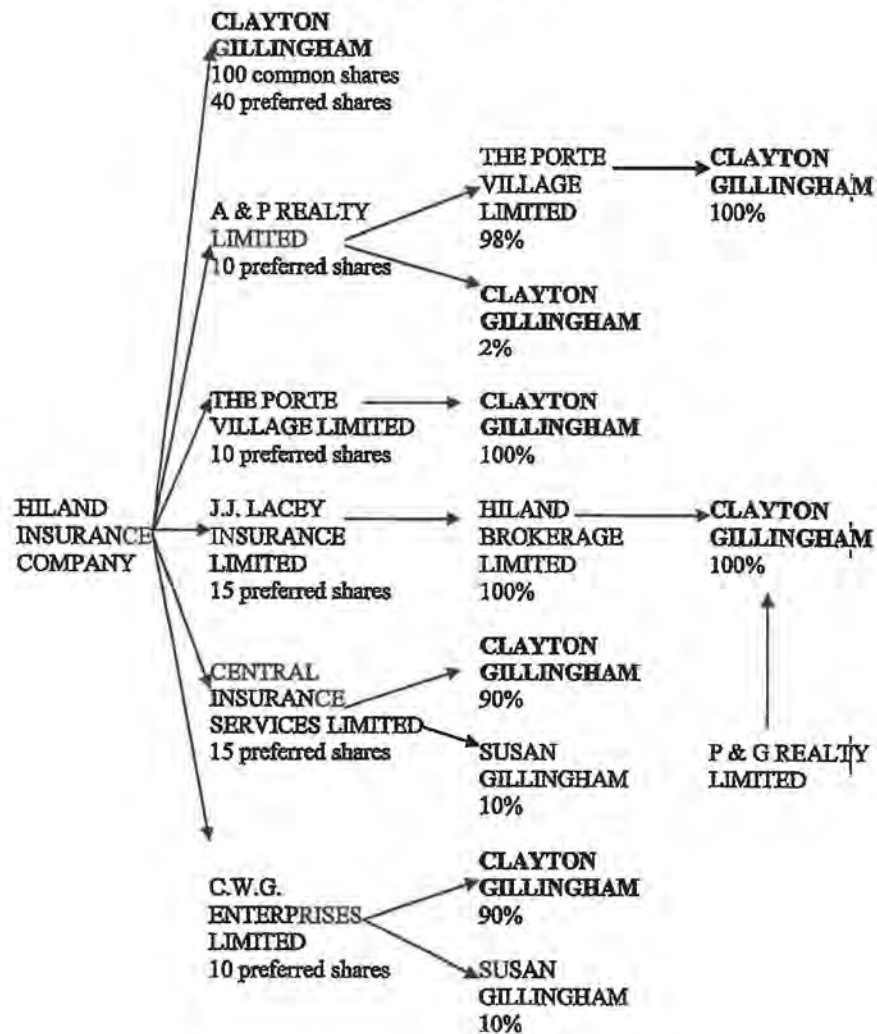 CLAYTON
GILLINGHAM
100 common shares
40 preferred shares
A & P REALTY
LIMITED
10 preferred shares
THE PORTE
VILLAGE
LIMITED
98%
CLAYTON
GILLINGHAM
100%
CLAYTON
GILLINGHAM
2%
THE PORTE
VILLAGE LIMITED
10 preferred shares
CLAYTON
GILLINGHAM
100%
HILAND
INSURANCE
COMPANY
J.J. LACEY
INSURANCE
LIMITED
15 preferred shares
HILAND
BROKERAGE
LIMITED
100%
CLAYTON
GILLINGHAM
100%
CENTRAL
INSURANCE
SERVICES LIMITED
15 preferred shares
CLAYTON
GILLINGHAM
90%
SUSAN
GILLINGHAM
10%
P & G REALTY
LIMITED
C.W.G.
ENTERPRISES
LIMITED
10 preferred shares
CLAYTON
GILLINGHAM
90%
SUSAN
GILLINGHAM
10%